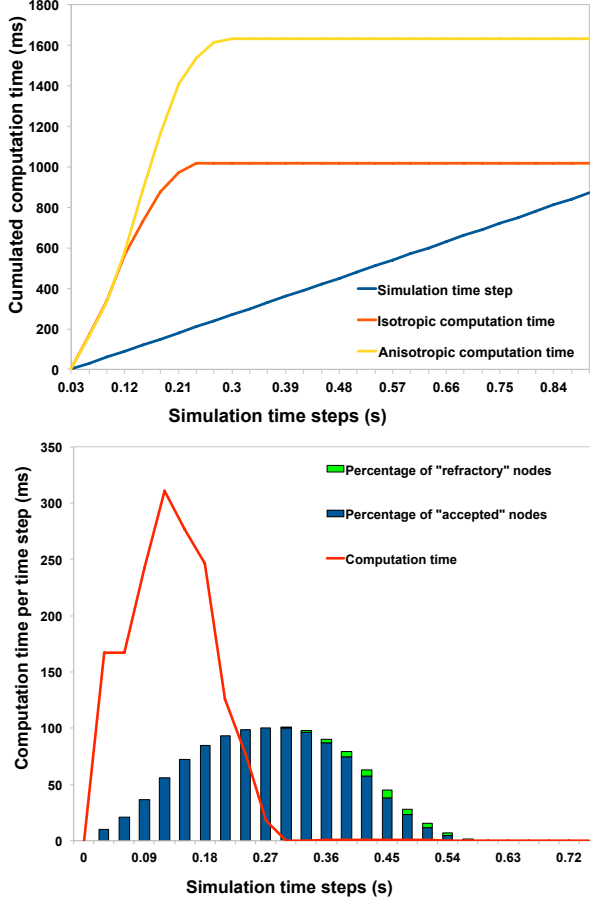 Cumulated computation time (ms)
1800
1600
1400
1200
1000
800
600
400
200
0
Simulation time step
Isotropic computation time
Anisotropic computation time
0.03 0.12 0.21 0.3 0.39 0.48 0.57 0.66 0.75 0.84
Simulation time steps (s)
Computation time per time step (ms)
350
300
250
200
150
100
50
0
Percentage of "refractory" nodes
Percentage of "accepted" nodes
Computation time
0 0.09 0.18 0.27 0.36 0.45 0.54 0.63 0.72
Simulation time steps (s)